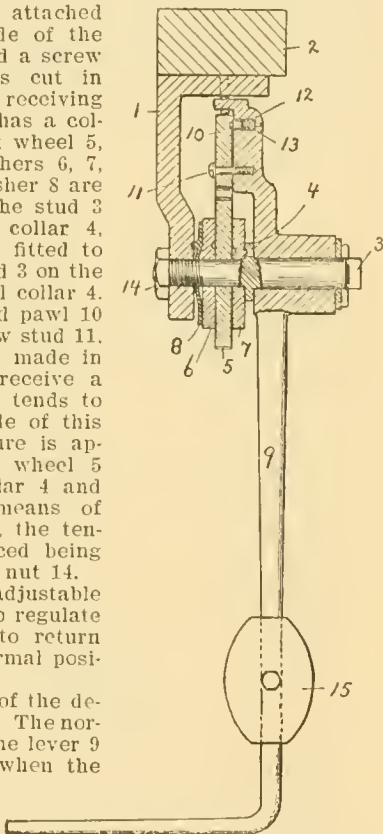 attached
le of the
d a screw
s cut in
receiving
has a col-
wheel 5,
hers 6, 7,
sher 8 are
he stud 3
collar 4,
fitted to
d 3 on the
l collar 4.
d pawl 10
w stud 11.
made in
receive a
tends to
le of this
ure is ap-
wheel 5
lar 4 and
means of
, the ten-
ced being
nut 14.
adjustable
o regulate
to return
rmal posi-
of the de-
The nor-
he lever 9
when the
2
1
12
10
13
11
4
3
14
8
6
5
7
9
15